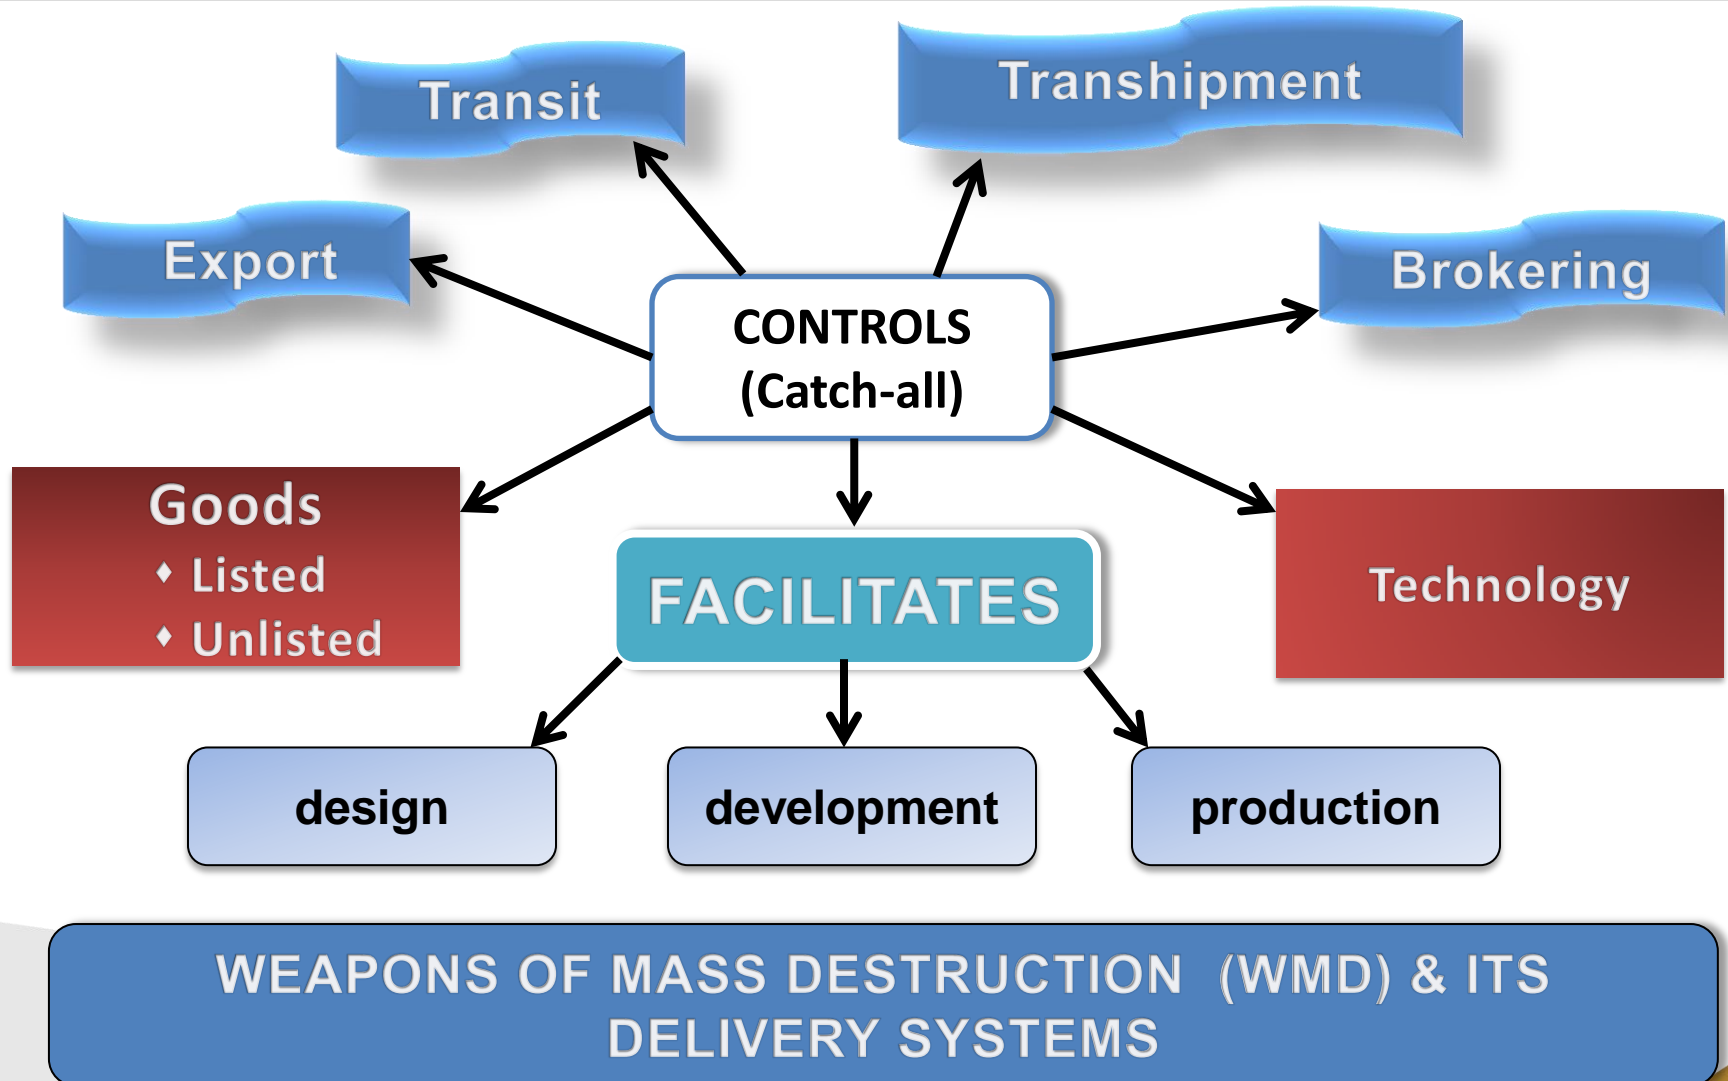 Transit
Transhipment
Export
Brokering
CONTROLS
(Catch-all)
Goods
♦ Listed
♦ Unlisted
FACILITATES
Technology
design
development
production
WEAPONS OF MASS DESTRUCTION (WMD) & ITS
DELIVERY SYSTEMS